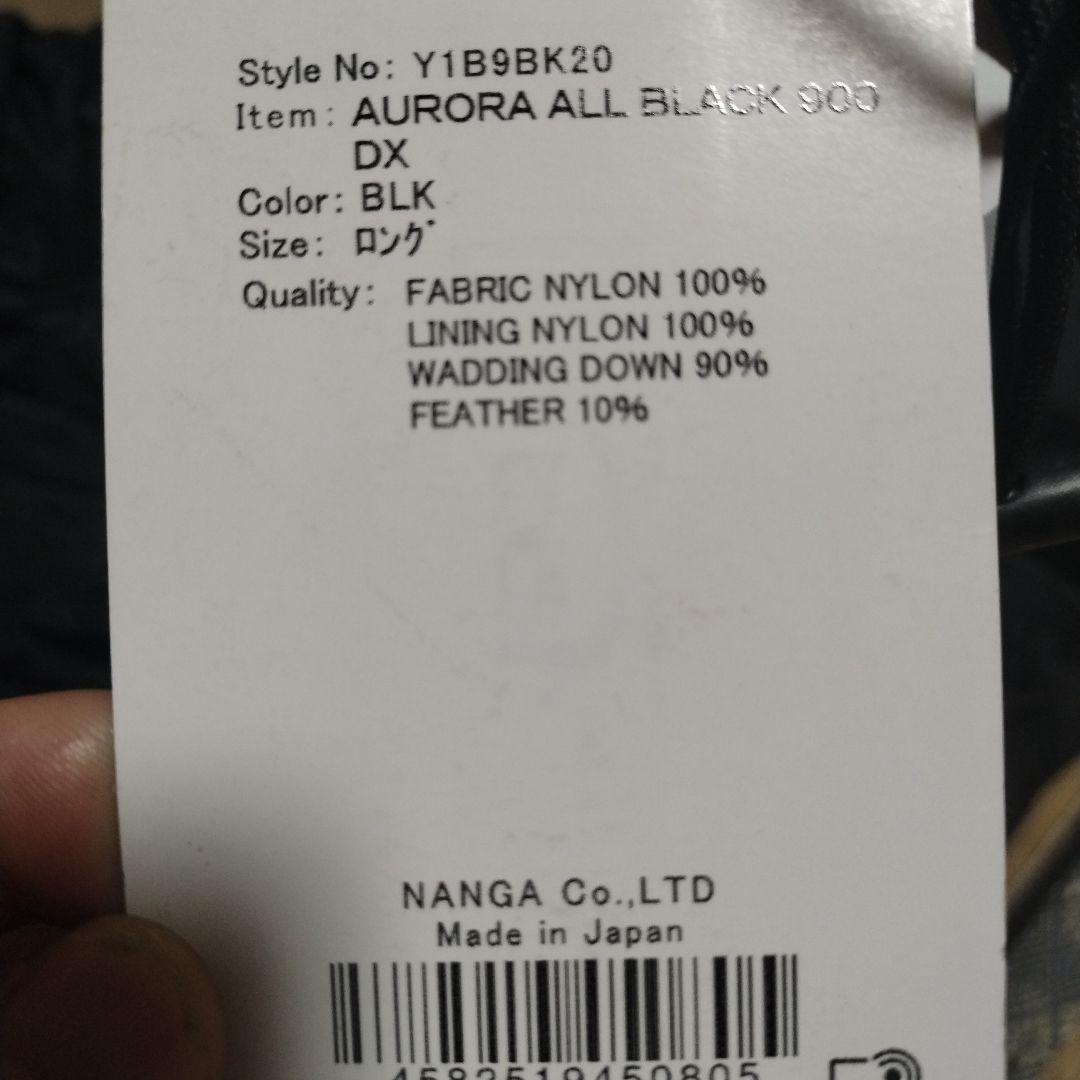 Style No: Y1B9BK20
Item: AURORA ALL BLACK 900
DX
Color: BLK
Size: ﾛﾝｸﾞ
Quality: FABRIC NYLON 100%
LINING NYLON 100%
WADDING DOWN 90%
FEATHER 10%
NANGA Co.,LTD
Made in Japan
4582519450805